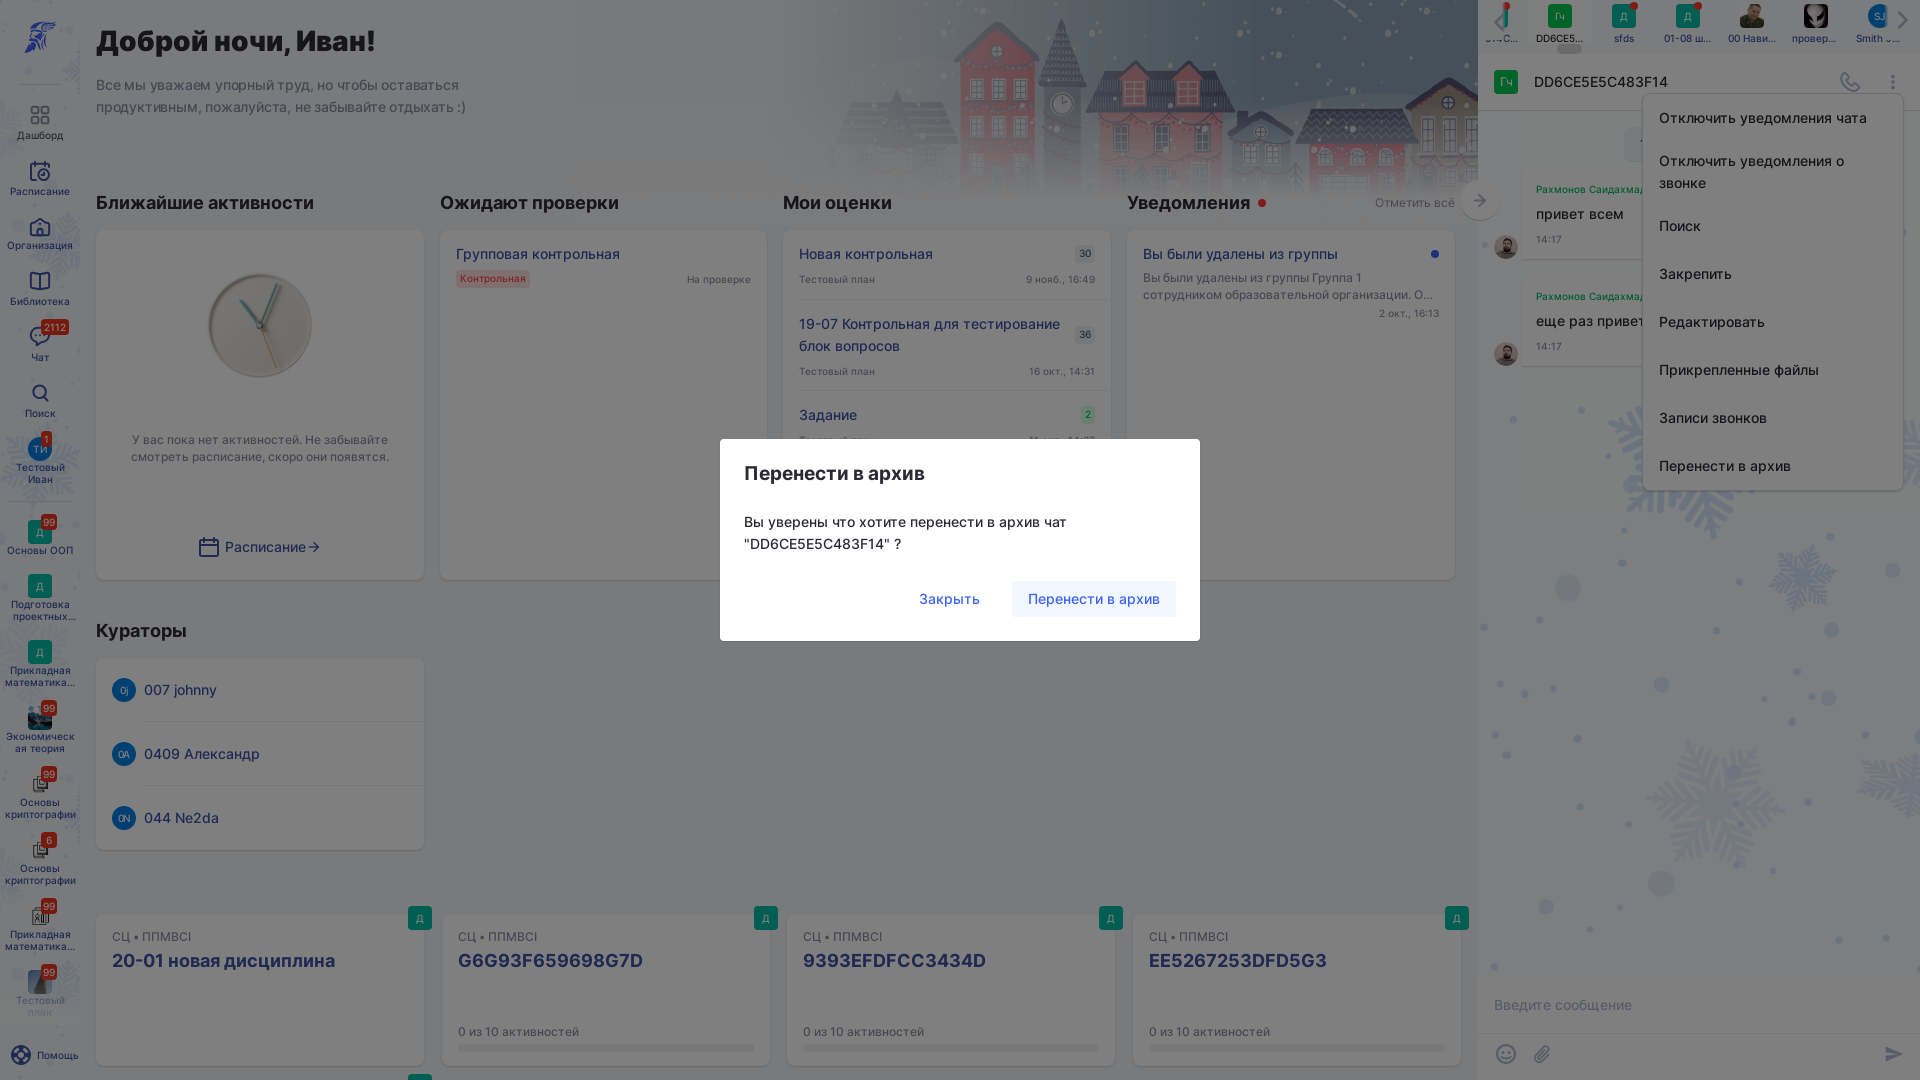 Доброй ночи, Иван!
Все мы уважаем упорный труд, но чтобы оставаться
продуктивным, пожалуйста, не забывайте отдыхать :)
Дашборд
Расписание
Организация
Библиотека
2112
Чат
Поиск
ТИ
1
Тестовый
Иван
Д
99
Основы ООП
Д
Подготовка
проектных...
Д
Прикладная
математика...
99
Экономическ
ая теория
99
Основы
криптографии
6
Основы
криптографии
99
Прикладная
математика...
99
Тестовый
план
Помощь
Ближайшие активности
У вас пока нет активностей. Не забывайте
смотреть расписание, скоро они появятся.
Расписание
Ожидают проверки
Групповая контрольная
Контрольная
На проверке
Мои оценки
Новая контрольная
30
Тестовый план
9 нояб., 16:49
19-07 Контрольная для тестирование
блок вопросов
36
Тестовый план
16 окт., 14:31
Задание
2
Уведомления
Отметить всё
Вы были удалены из группы
Вы были удалены из группы Группа 1
сотрудником образовательной организации. О...
2 окт., 16:13
Кураторы
0j
007 johnny
0А
0409 Александр
0N
044 Ne2da
Д
СЦ • ППМВСI
20-01 новая дисциплина
Д
СЦ • ППМВСI
G6G93F659698G7D
0 из 10 активностей
Д
СЦ • ППМВСI
9393EFDFCC3434D
0 из 10 активностей
Д
СЦ • ППМВСI
EE5267253DFD5G3
0 из 10 активностей
Перенести в архив
Вы уверены что хотите перенести в архив чат
"DD6CE5E5C483F14" ?
Закрыть
Перенести в архив
Гч
DD6CE5...
Д
sfds
Д
01-08 ш...
00 Нави...
провер...
SJ
Smith
Гч
DD6CE5E5C483F14
Отключить уведомления чата
Отключить уведомления о
звонке
Поиск
Закрепить
Редактировать
Прикрепленные файлы
Записи звонков
Перенести в архив
Рахмонов Саидахмад
привет всем
14:17
Рахмонов Саидахмад
еще раз привет
14:17
Введите сообщение